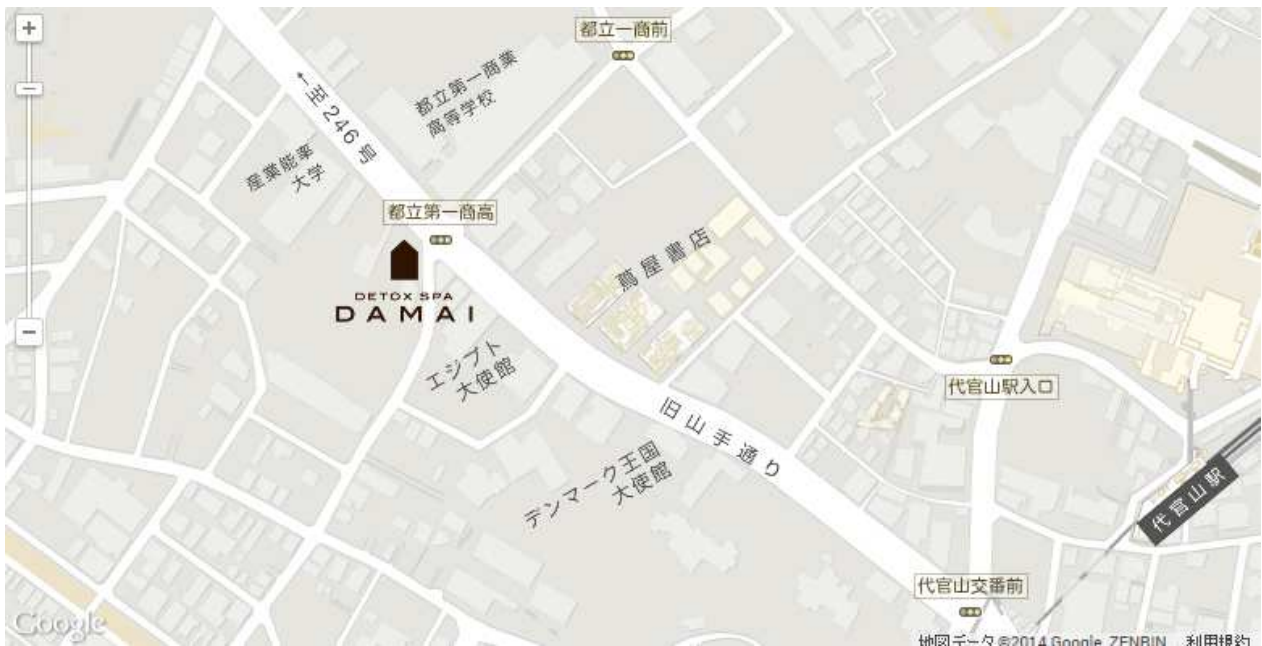 都立一商前
←至246号
都立第一商業
高等学校
産業能率
大学
都立第一商高
蔦屋書店
DETOX SPA
DAMAI
エジプト
大使館
代官山駅入口
旧山手通り
デンマーク王国
大使館
代官山駅
代官山交番前
Google
地図データ©2014 Google, ZENRIN
利用規約